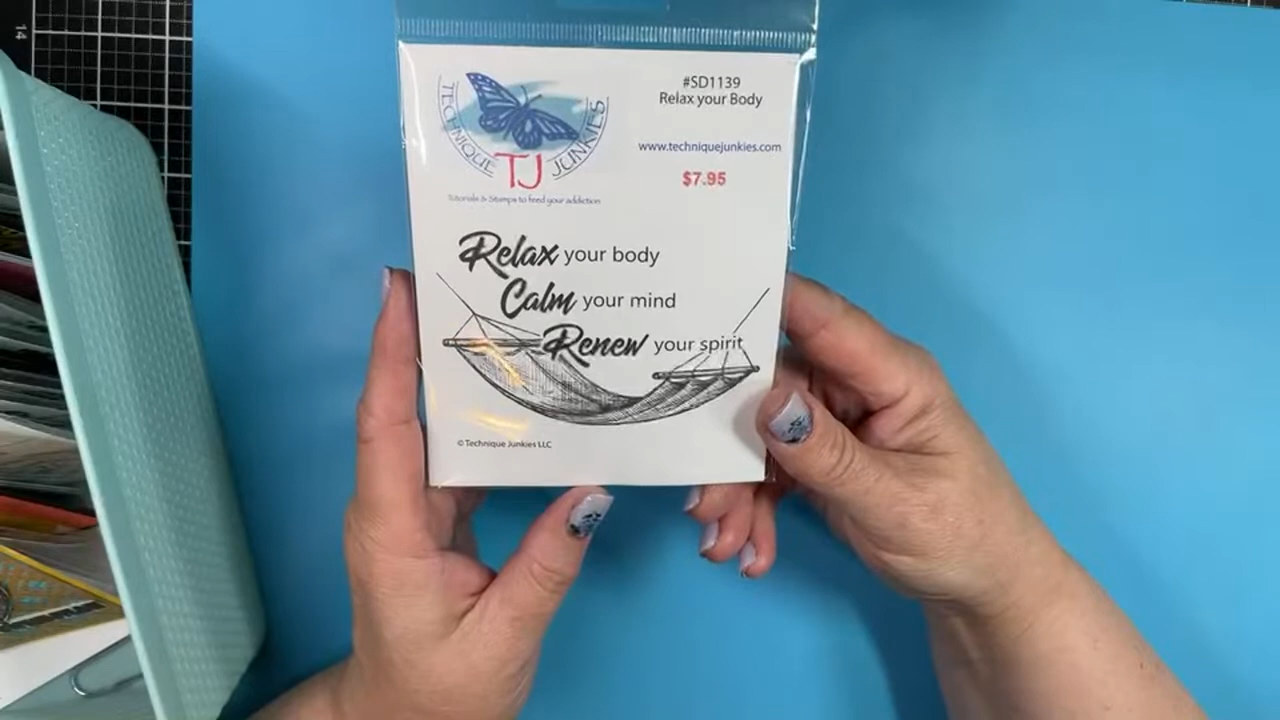 14
TECHNIQUE TJ JUNKIES
Tutorials & Stamps to feed your addiction
#SD1139
Relax your Body
www.techniquejunkies.com
$7.95
Relax your body
Calm your mind
Renew your spirit
© Technique Junkies LLC